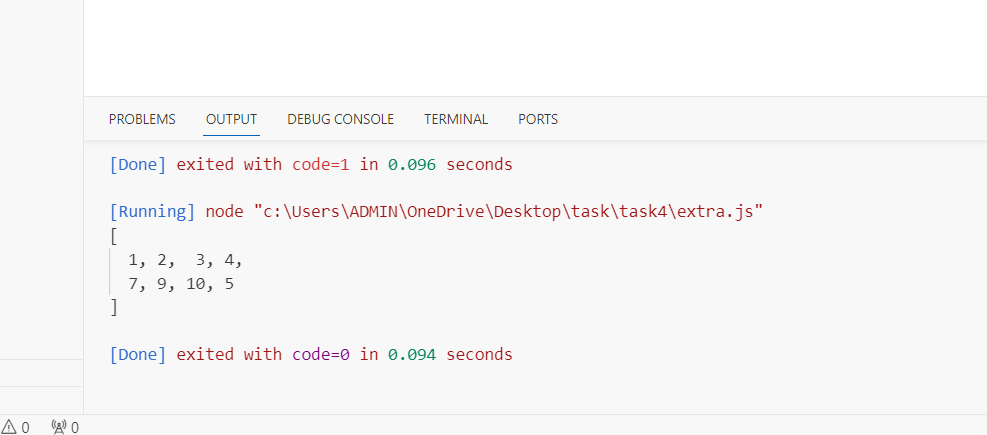 PROBLEMS OUTPUT DEBUG CONSOLE TERMINAL PORTS
[Done] exited with code=1 in 0.096 seconds
[Running] node "c:\Users\ADMIN\OneDrive\Desktop\task\task4\extra.js"
[
  1, 2,  3, 4,
  7, 9, 10, 5
]
[Done] exited with code=0 in 0.094 seconds
0 0